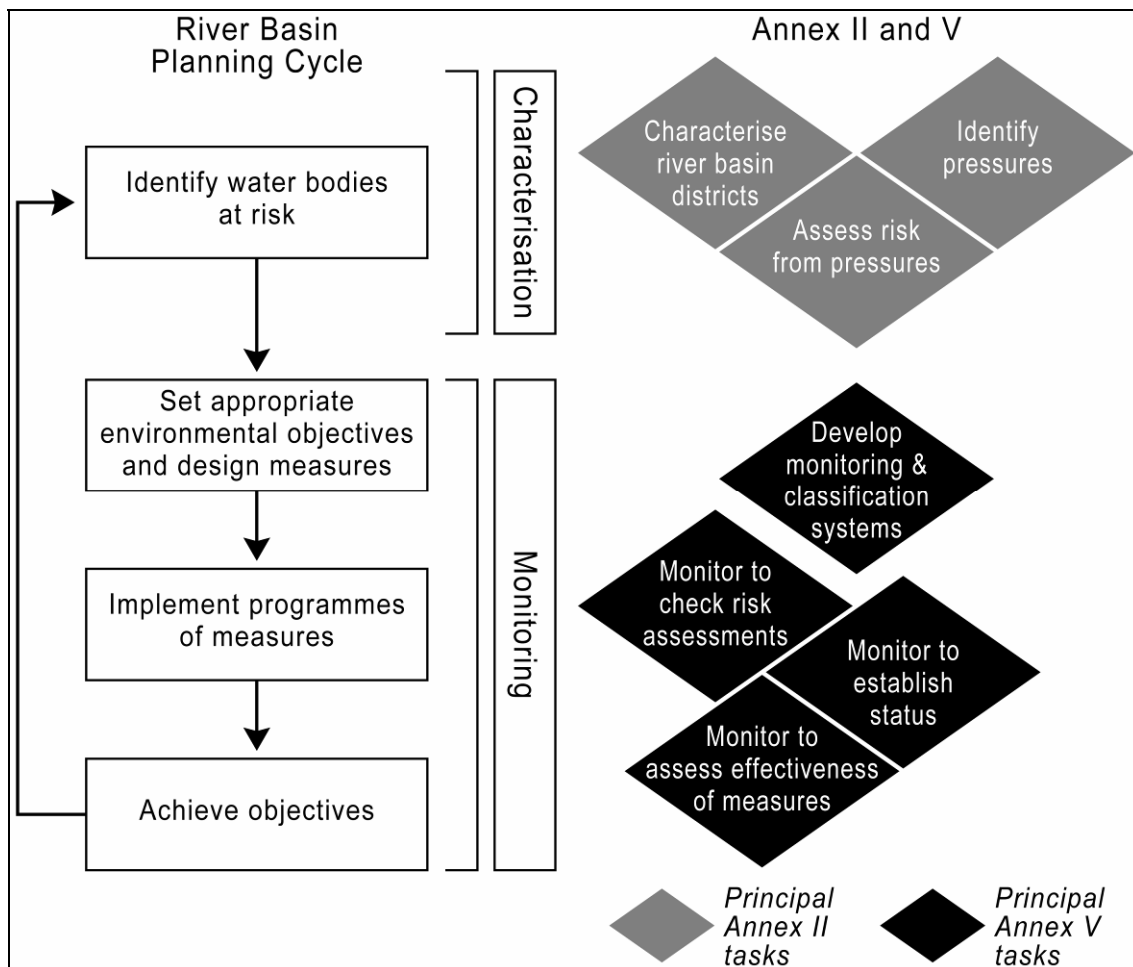 River Basin
Planning Cycle
Annex II and V
Identify water bodies
at risk
Set appropriate
environmental objectives
and design measures
Implement programmes
of measures
Achieve objectives
Characterisation
Monitoring
Characterise
river basin
districts
Identify
pressures
Assess risk
from pressures
Develop
monitoring &
classification
systems
Monitor to
check risk
assessments
Monitor to
establish
status
Monitor to
assess effectiveness
of measures
Principal
Annex II
tasks
Principal
Annex V
tasks